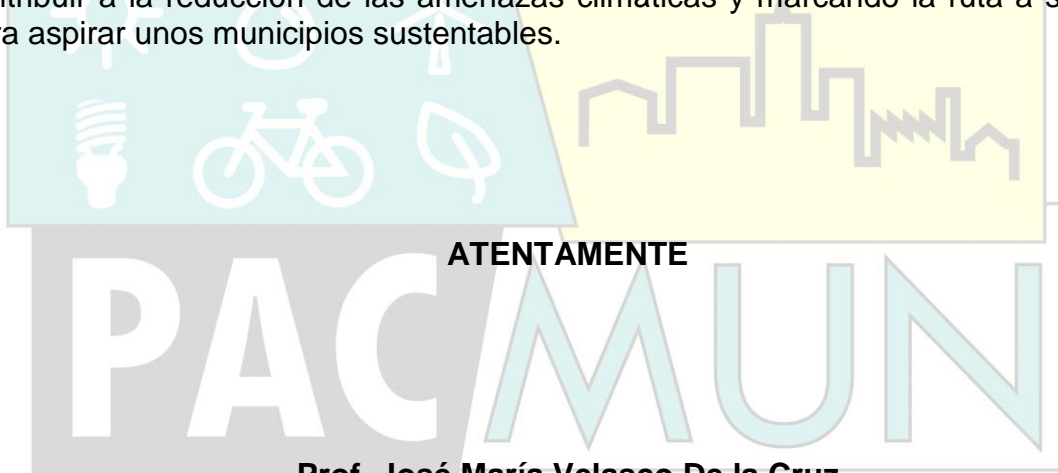 tribuir a la reducción de las amenazas climáticas y marcando la ruta a s
ra aspirar unos municipios sustentables.
ATENTAMENTE
PACMUN
Prof. José María Velasco De la Cruz